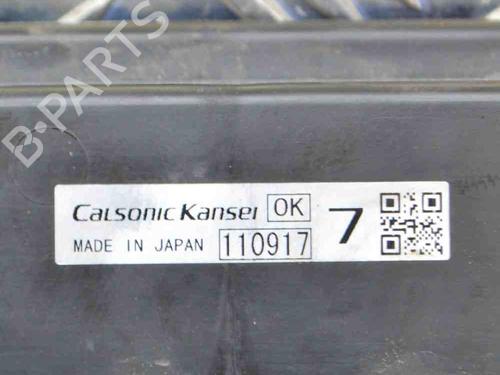 B-PARTS
Calsonic Kansei OK
MADE IN JAPAN 110917
7